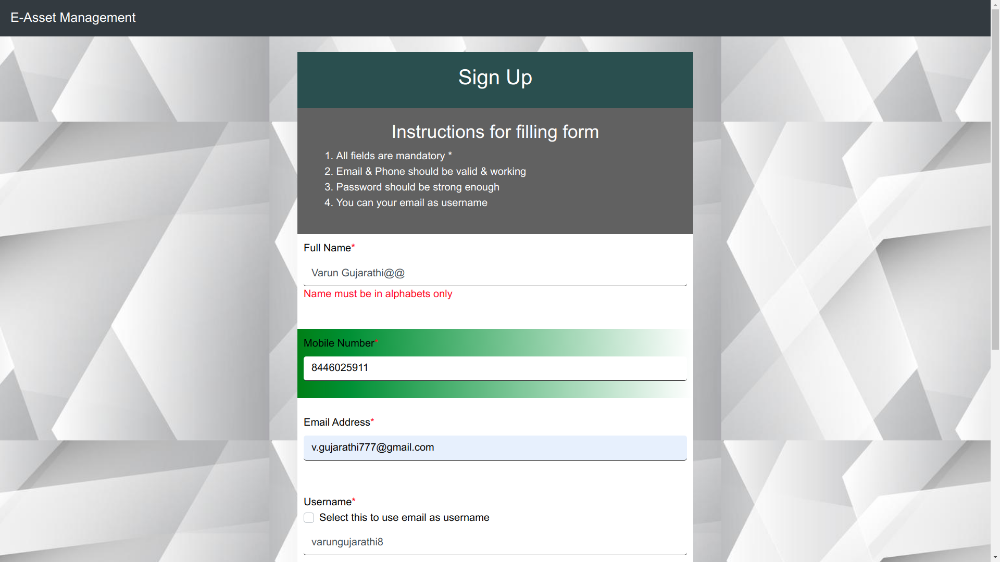 E-Asset Management
Sign Up
Instructions for filling form
1. All fields are mandatory *
2. Email & Phone should be valid & working
3. Password should be strong enough
4. You can your email as username
Full Name*
Varun Gujarathi@@
Name must be in alphabets only
Mobile Number*
8446025911
Email Address*
v.gujarathi777@gmail.com
Username*
Select this to use email as username
varungujarathi8